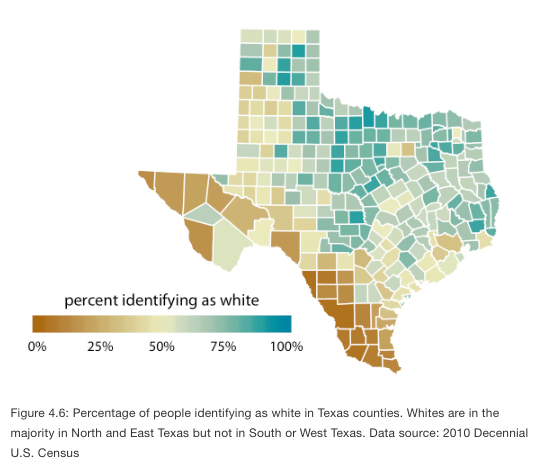 percent identifying as white
0% 25% 50% 75% 100%
Figure 4.6: Percentage of people identifying as white in Texas counties. Whites are in the
majority in North and East Texas but not in South or West Texas. Data source: 2010 Decennial
U.S. Census